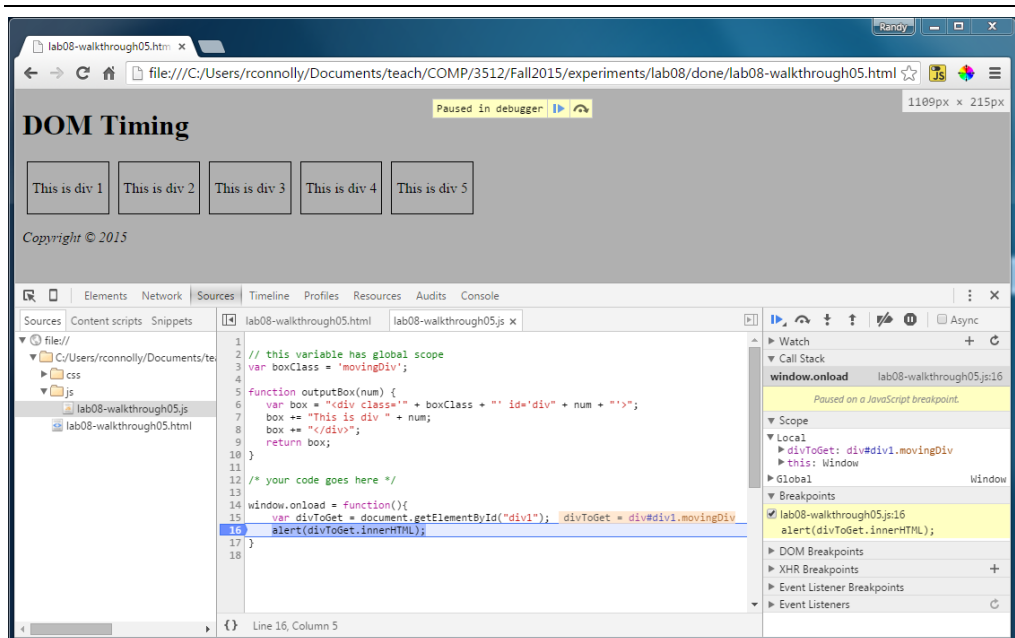 Randy
lab08-walkthrough05.htm ×
file:///C:/Users/rconnolly/Documents/teach/COMP/3512/Fall2015/experiments/lab08/done/lab08-walkthrough05.html
JS
Paused in debugger
1109px × 215px
DOM Timing
This is div 1
This is div 2
This is div 3
This is div 4
This is div 5
Copyright © 2015
Elements Network Sources Timeline Profiles Resources Audits Console
Sources Content scripts Snippets
file://
C:/Users/rconnolly/Documents/te
css
js
lab08-walkthrough05.js
lab08-walkthrough05.html
lab08-walkthrough05.html lab08-walkthrough05.js ×
1
2 // this variable has global scope
3 var boxClass = 'movingDiv';
4
5 function outputBox(num) {
6 var box = "<div class='" + boxClass + "' id='div" + num + "'>";
7 box += "This is div " + num;
8 box += "</div>";
9 return box;
10 }
11
12 /* your code goes here */
13
14 window.onload = function(){
15 var divToGet = document.getElementById("div1"); divToGet = div#div1.movingDiv
16 alert(divToGet.innerHTML);
17 }
18
{} Line 16, Column 5
Async
Watch
Call Stack
window.onload lab08-walkthrough05.js:16
Paused on a JavaScript breakpoint.
Scope
Local
divToGet: div#div1.movingDiv
this: Window
Global Window
Breakpoints
lab08-walkthrough05.js:16
alert(divToGet.innerHTML);
DOM Breakpoints
XHR Breakpoints
Event Listener Breakpoints
Event Listeners